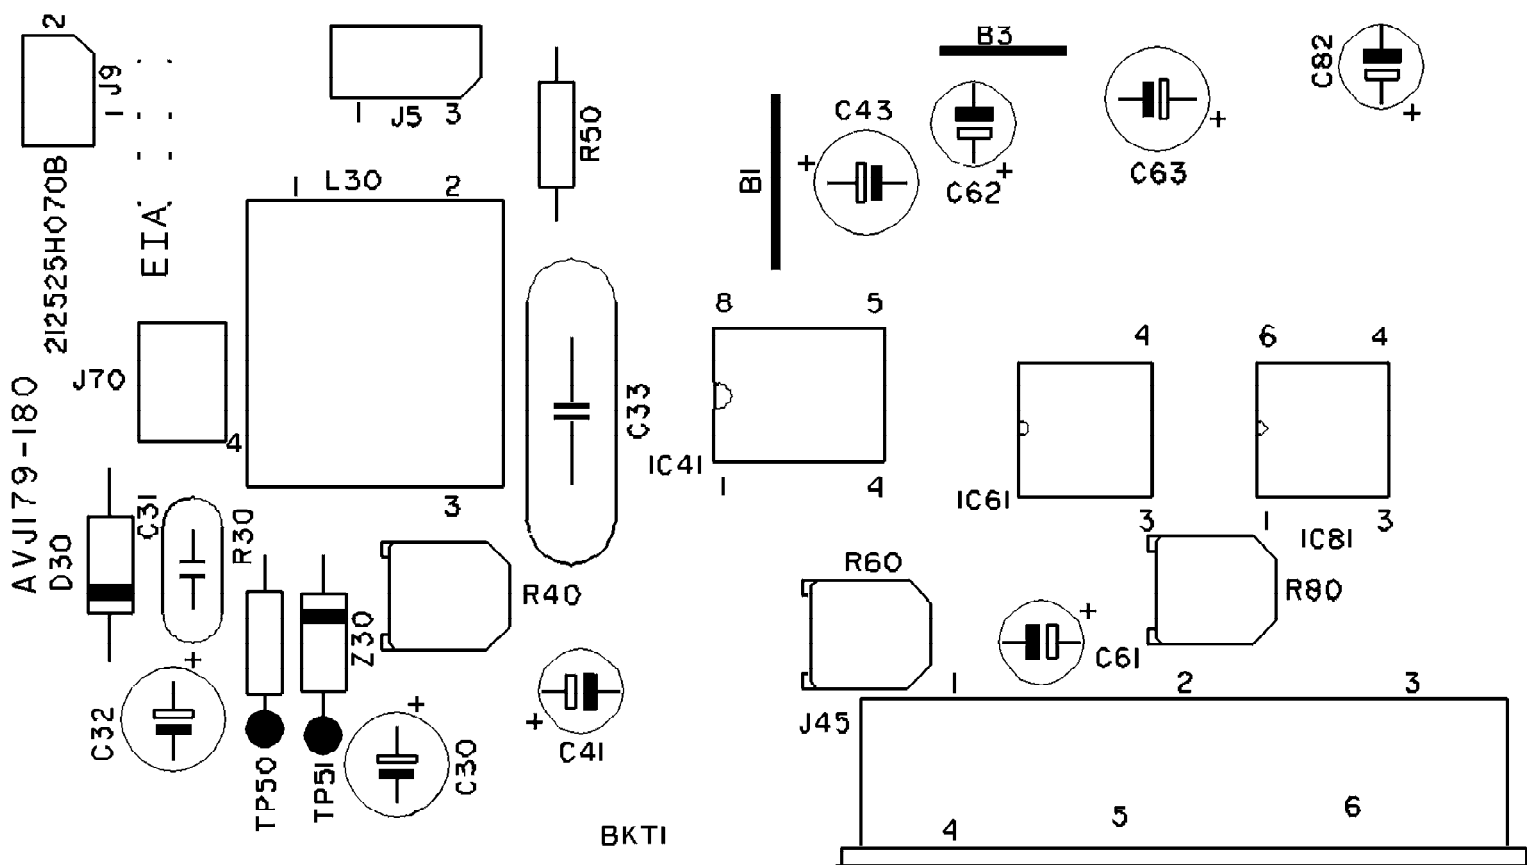 2
J9
1
212525H070B
EIA
1
J5
3
R50
B3
C82
+
C43
+
B1
C62
+
C63
+
1
L30
2
3
J70
4
AVJ179-180
D30
C31
R30
C33
8
5
IC41
1
4
4
IC61
3
6
4
1
IC81
3
R40
Z30
C32
+
TP50
TP51
+
C30
+
C41
R60
R80
+
C61
J45
1
2
3
4
5
6
BKT1